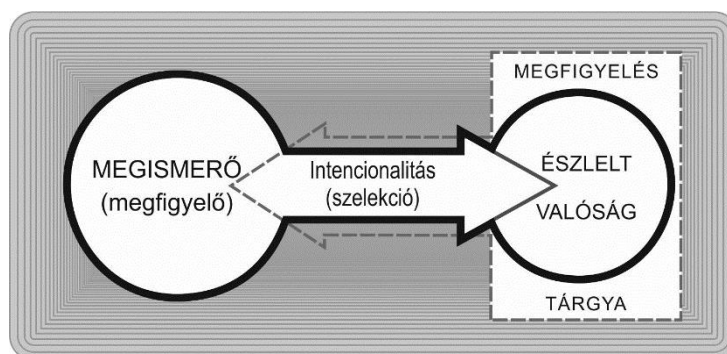 MEGISMERŐ
(megfigyelő)
Intencionalitás
(szelekció)
MEGFIGYELÉS
ÉSZLELT
VALÓSÁG
TÁRGYA